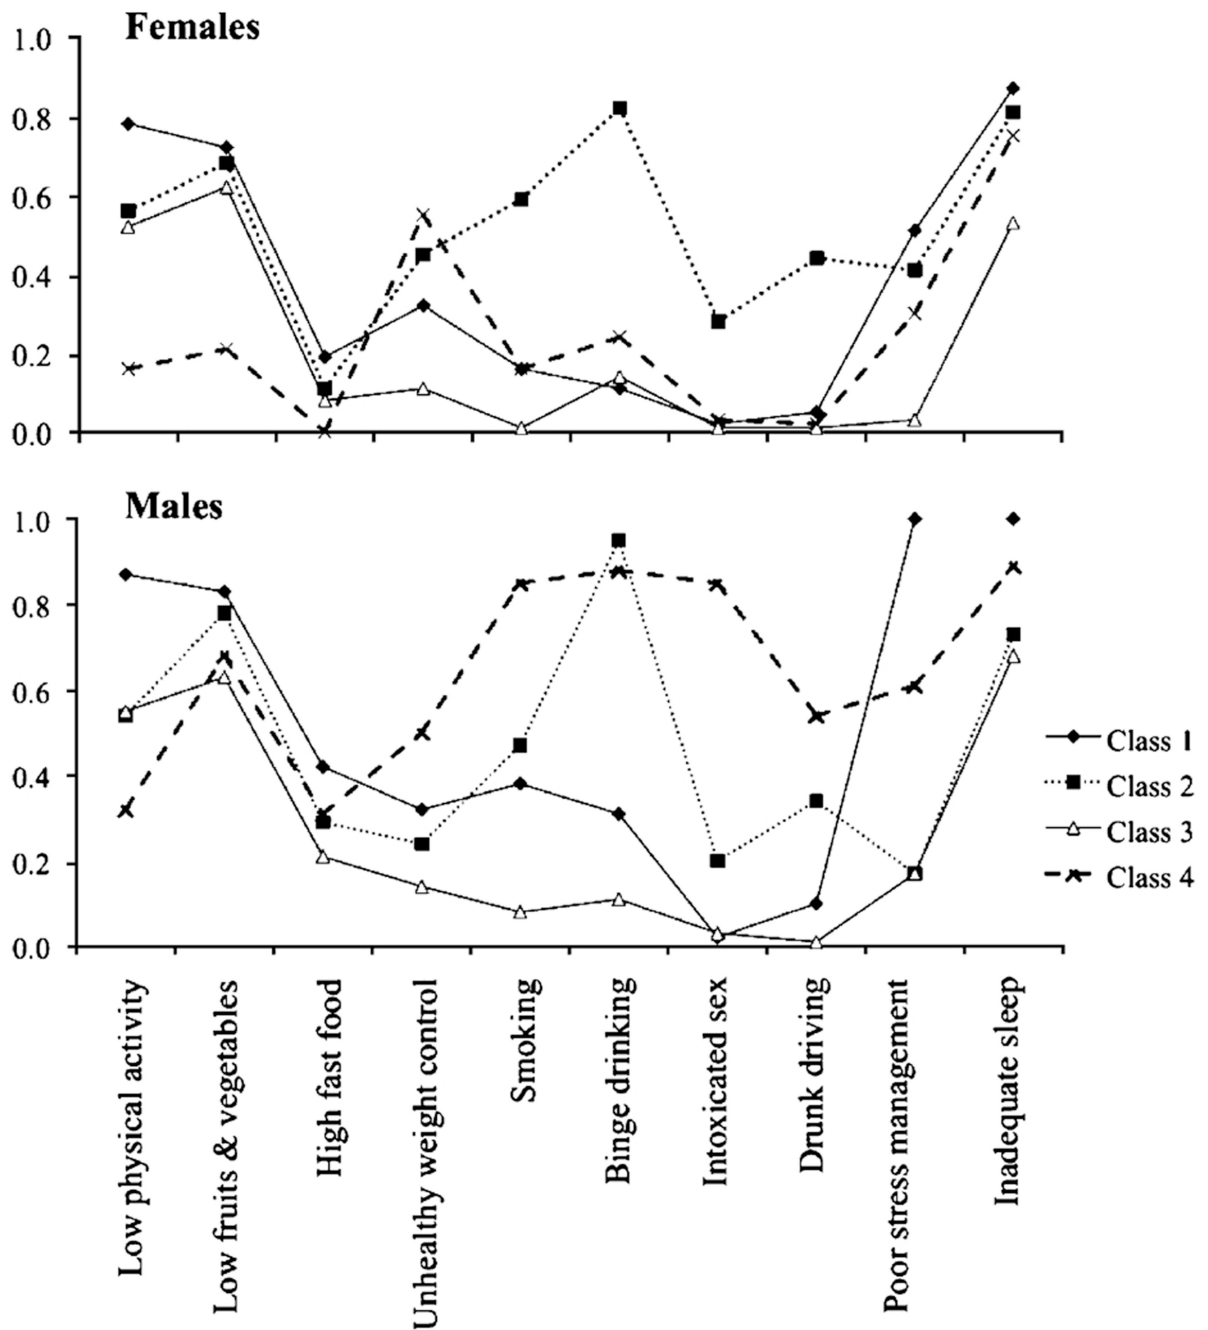 Females
1.0
0.8
0.6
0.4
0.2
0.0
Males
1.0
0.8
0.6
0.4
0.2
0.0
Class 1
Class 2
Class 3
Class 4
Low physical activity
Low fruits & vegetables
High fast food
Unhealthy weight control
Smoking
Binge drinking
Intoxicated sex
Drunk driving
Poor stress management
Inadequate sleep